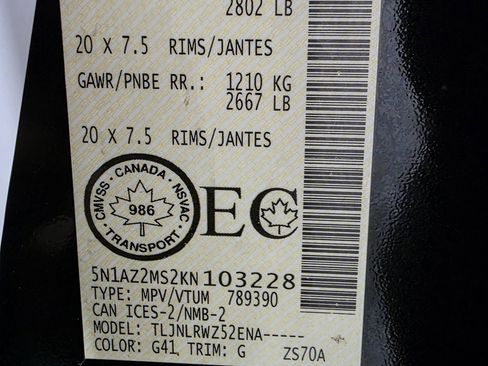 2802 LB
20 X 7.5 RIMS/JANTES
GAWR/PNBE RR.: 1210 KG
2667 LB
20 X 7.5 RIMS/JANTES
CMVSS · CANADA · NSVAC
986
· TRANSPORT ·
EC
5N1AZ2MS2KN103228
TYPE: MPV/VTUM 789390
CAN ICES-2/NMB-2
MODEL: TLJNLRWZ52ENA-----
COLOR: G41 TRIM: G ZS70A